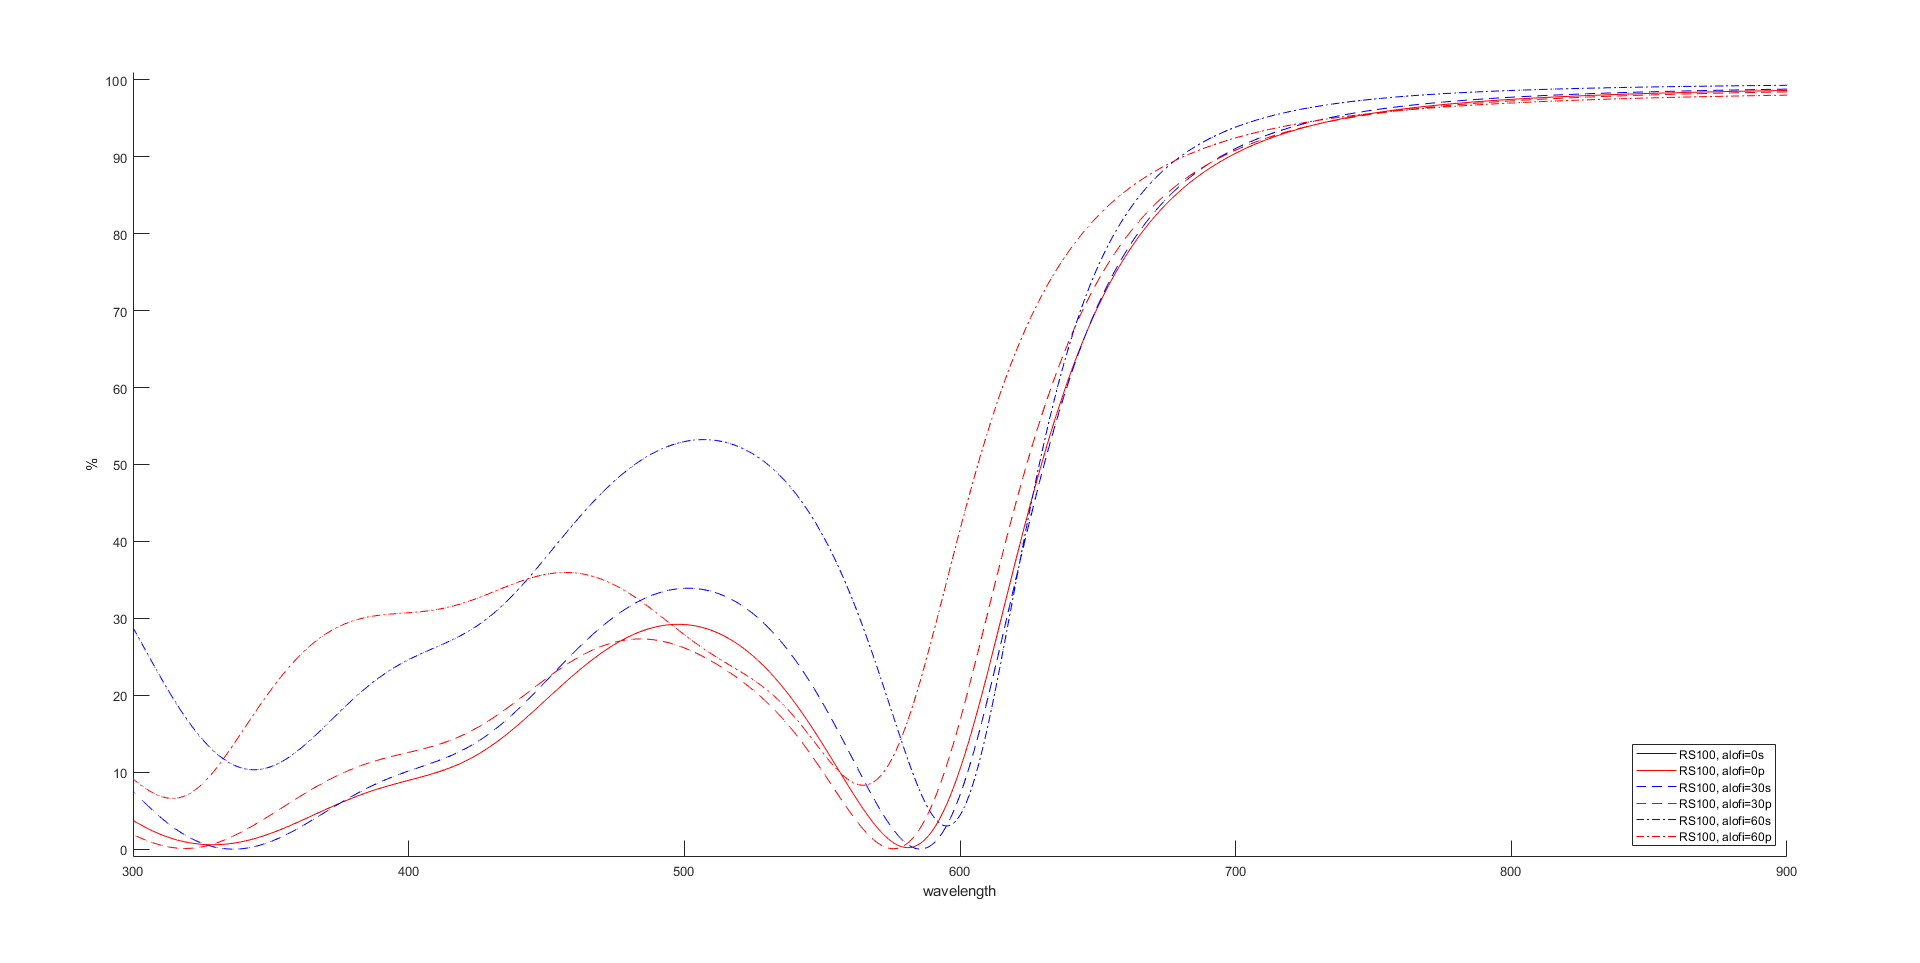 100
90
80
70
60
50
40
30
20
10
0
%
300 400 500 600 700 800 900
wavelength
RS100, alofi=0s
RS100, alofi=0p
RS100, alofi=30s
RS100, alofi=30p
RS100, alofi=60s
RS100, alofi=60p